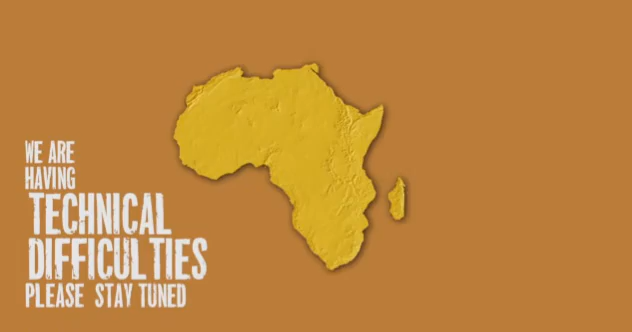 WE ARE
HAVING
TECHNICAL
DIFFICULTIES
PLEASE STAY TUNED